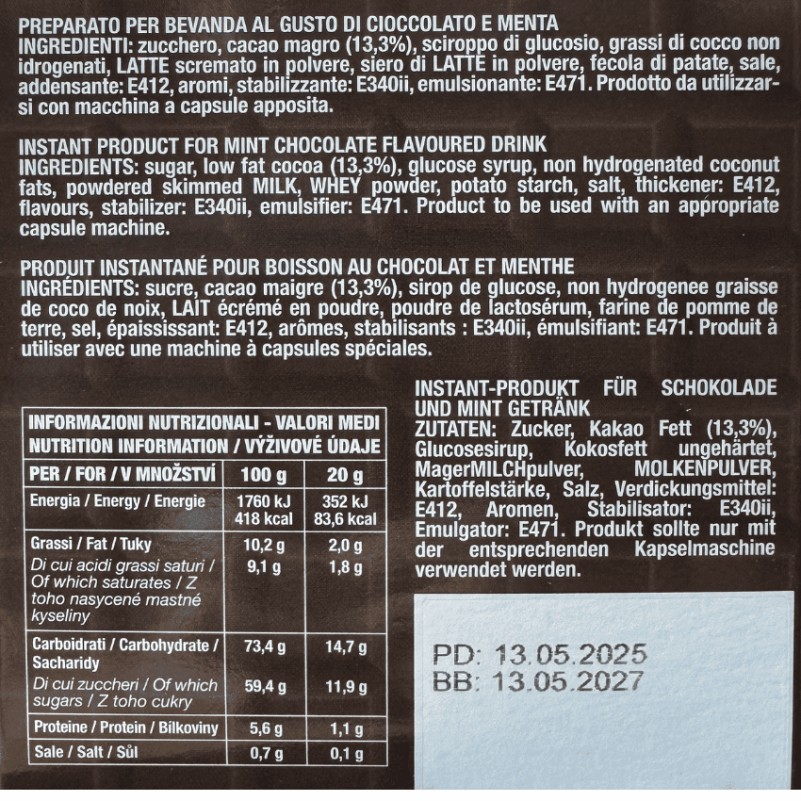 PREPARATO PER BEVANDA AL GUSTO DI CIOCCOLATO E MENTA
INGREDIENTI: zucchero, cacao magro (13,3%), sciroppo di glucosio, grassi di cocco non
idrogenati, LATTE scremato in polvere, siero di LATTE in polvere, fecola di patate, sale,
addensante: E412, aromi, stabilizzante: E340ii, emulsionante: E471. Prodotto da utilizzar-
si con macchina a capsule apposita.
INSTANT PRODUCT FOR MINT CHOCOLATE FLAVOURED DRINK
INGREDIENTS: sugar, low fat cocoa (13,3%), glucose syrup, non hydrogenated coconut
fats, powdered skimmed MILK, WHEY powder, potato starch, salt, thickener: E412,
flavours, stabilizer: E340ii, emulsifier: E471. Product to be used with an appropriate
capsule machine.
PRODUIT INSTANTANÉ POUR BOISSON AU CHOCOLAT ET MENTHE
INGRÉDIENTS: sucre, cacao maigre (13,3%), sirop de glucose, non hydrogenee graisse
de coco de noix, LAIT écrémé en poudre, poudre de lactosérum, farine de pomme de
terre, sel, épaississant: E412, arômes, stabilisants : E340ii, émulsifiant: E471. Produit à
utiliser avec une machine à capsules spéciales.
INSTANT-PRODUKT FÜR SCHOKOLADE
UND MINT GETRÄNK
ZUTATEN: Zucker, Kakao Fett (13,3%),
Glucosesirup, Kokosfett ungehärtet,
MagerMILCHpulver, MOLKENPULVER,
Kartoffelstärke, Salz, Verdickungsmittel:
E412, Aromen, Stabilisator: E340ii,
Emulgator: E471. Produkt sollte nur mit
der entsprechenden Kapselmaschine
verwendet werden.
INFORMAZIONI NUTRIZIONALI - VALORI MEDI
NUTRITION INFORMATION / VÝŽIVOVÉ ÚDAJE
PER / FOR / V MNOŽSTVÍ 100 g 20 g
Energia / Energy / Energie 1760 kJ 352 kJ
418 kcal 83,6 kcal
Grassi / Fat / Tuky 10,2 g 2,0 g
Di cui acidi grassi saturi / 9,1 g 1,8 g
Of which saturates / Z
toho nasycené mastné
kyseliny
Carboidrati / Carbohydrate / 73,4 g 14,7 g
Sacharidy
Di cui zuccheri / Of which 59,4 g 11,9 g
sugars / Z toho cukry
Proteine / Protein / Bílkoviny 5,6 g 1,1 g
Sale / Salt / Sůl 0,7 g 0,1 g
PD: 13.05.2025
BB: 13.05.2027